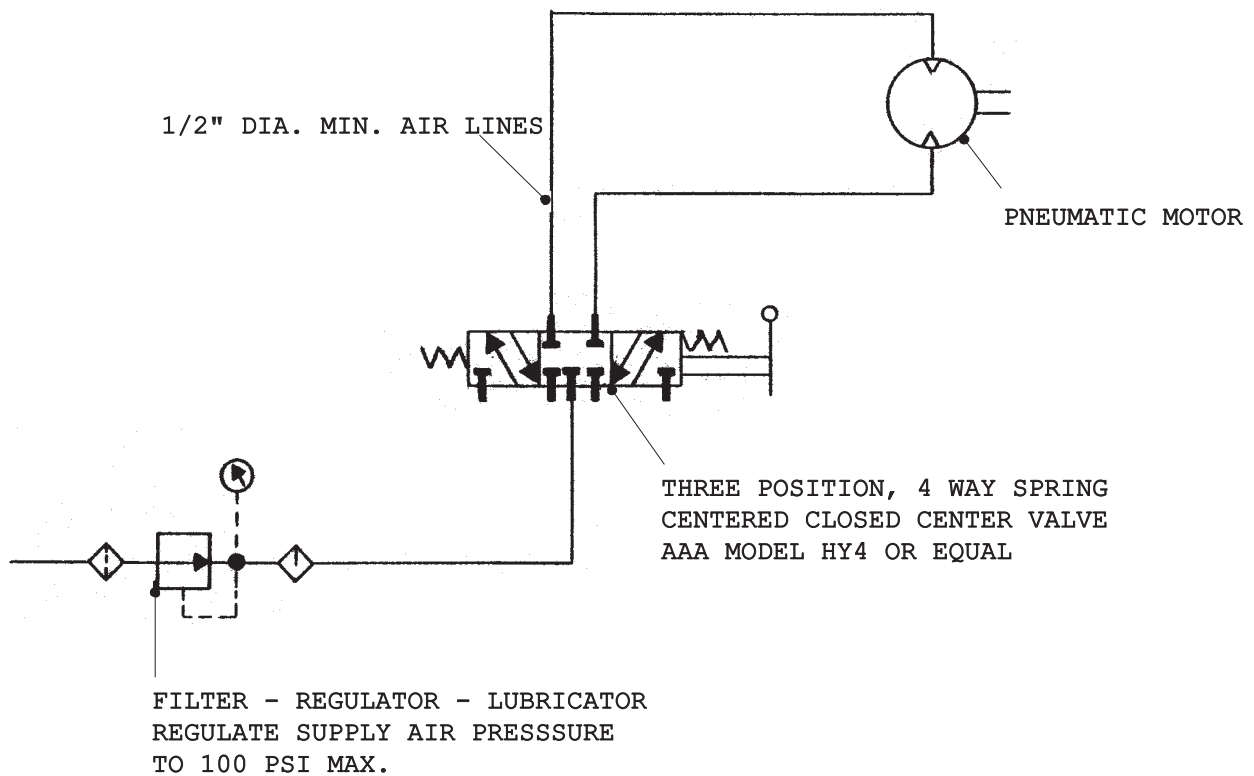 1/2" DIA. MIN. AIR LINES
PNEUMATIC MOTOR
THREE POSITION, 4 WAY SPRING
CENTERED CLOSED CENTER VALVE
AAA MODEL HY4 OR EQUAL
FILTER - REGULATOR - LUBRICATOR
REGULATE SUPPLY AIR PRESSSURE
TO 100 PSI MAX.